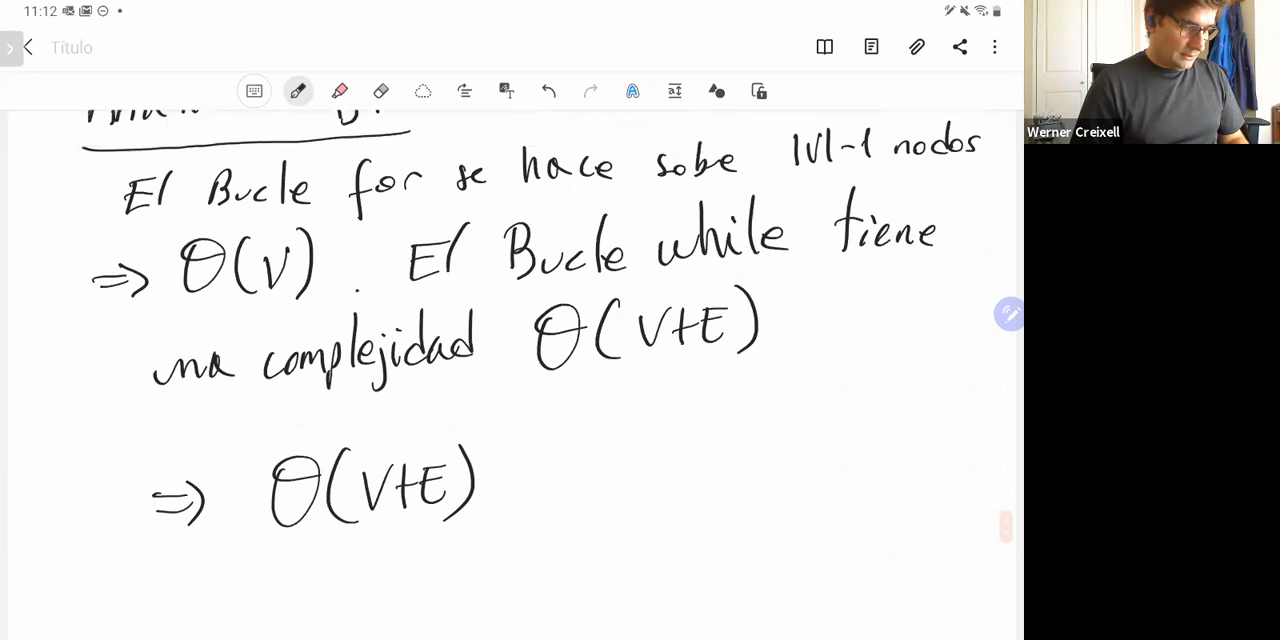 11:12
Título
El Bucle for se hace sobe |V|-1 nodos
=> Θ(V). El Bucle while tiene
una complejidad Θ(V+E)
=> Θ(V+E)
Werner Creixell